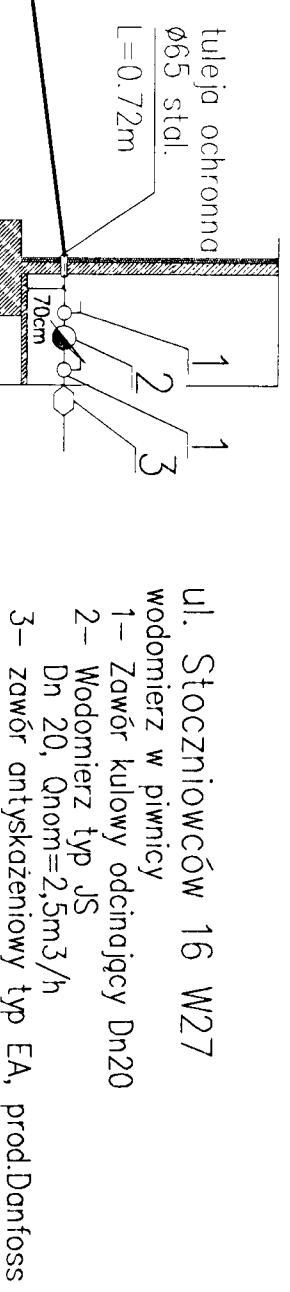 tuleja ochronna
ø65 stal.
L=0.72m
70cm
1
2
1
3
ul. Stoczniowców 16 W27
wodomierz w piwnicy
1- Zawór kulowy odcinający Dn20
2- Wodomierz typ JS
Dn 20, Qnom=2,5m3/h
3- zawór antyskażeniowy typ EA, prod.Danfoss